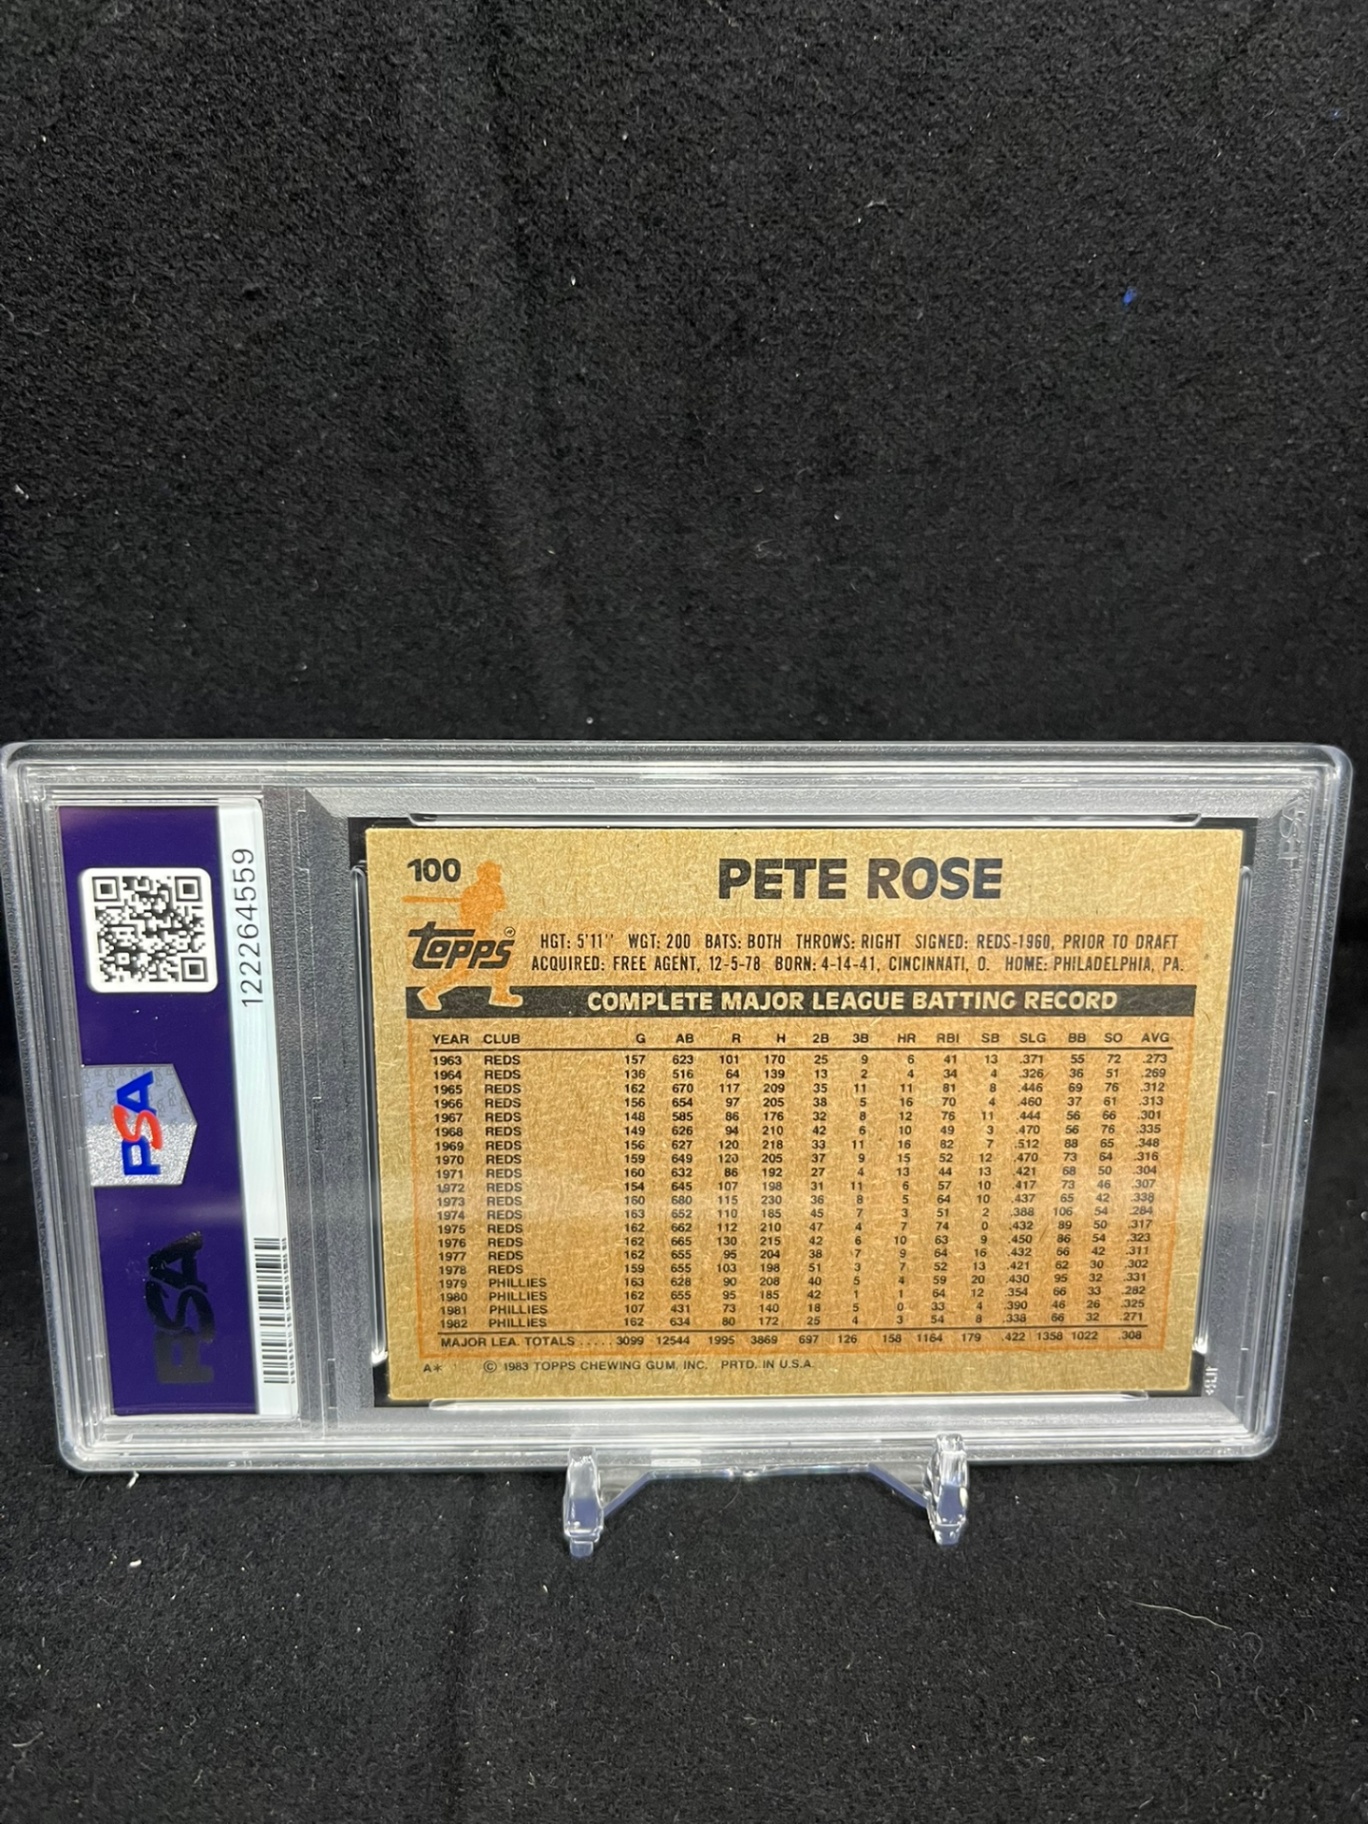 122264559
PSA
PSA
100
PETE ROSE
Topps
HGT: 5'11" WGT: 200 BATS: BOTH THROWS: RIGHT SIGNED: REDS-1960, PRIOR TO DRAFT
ACQUIRED: FREE AGENT, 12-5-78 BORN: 4-14-41, CINCINNATI, O. HOME: PHILADELPHIA, PA.
COMPLETE MAJOR LEAGUE BATTING RECORD
YEAR CLUB G AB R H 2B 3B HR RBI SB SLG BB SO AVG
1963 REDS 157 623 101 170 25 9 6 41 13 .371 55 72 .273
1964 REDS 136 516 64 139 13 2 4 34 4 .326 36 51 .269
1965 REDS 162 670 117 209 35 11 11 81 8 .446 69 76 .312
1966 REDS 156 654 97 205 38 5 16 70 4 .460 37 61 .313
1967 REDS 148 585 86 176 32 8 12 76 11 .444 56 66 .301
1968 REDS 149 626 94 210 42 6 10 49 3 .470 56 76 .335
1969 REDS 156 627 120 218 33 11 16 82 7 .512 88 65 .348
1970 REDS 159 649 120 205 37 9 15 52 12 .470 73 64 .316
1971 REDS 160 632 86 192 27 4 13 44 13 .421 68 50 .304
1972 REDS 154 645 107 198 31 11 6 57 10 .417 73 46 .307
1973 REDS 160 680 115 230 36 8 5 64 10 .437 65 42 .338
1974 REDS 163 652 110 185 45 7 3 51 2 .388 106 54 .284
1975 REDS 162 662 112 210 47 4 7 74 0 .432 89 50 .317
1976 REDS 162 665 130 215 42 6 10 63 9 .450 86 54 .323
1977 REDS 162 655 95 204 38 7 9 64 16 .432 66 42 .311
1978 REDS 159 655 103 198 51 3 7 52 13 .421 62 30 .302
1979 PHILLIES 163 628 90 208 40 5 4 59 20 .430 95 32 .331
1980 PHILLIES 162 655 95 185 42 1 1 64 12 .354 66 33 .282
1981 PHILLIES 107 431 73 140 18 5 0 33 4 .390 46 26 .325
1982 PHILLIES 162 634 80 172 25 4 3 54 8 .338 66 32 .271
MAJOR LEA. TOTALS ..... 3099 12544 1995 3869 697 126 158 1164 179 .422 1358 1022 .308
A* © 1983 TOPPS CHEWING GUM, INC. PRTD. IN U.S.A.